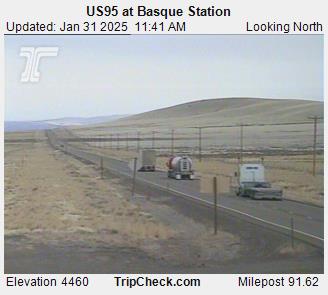 US95 at Basque Station
Updated: Jan 31 2025 11:41 AM Looking North
Elevation 4460 TripCheck.com Milepost 91.62